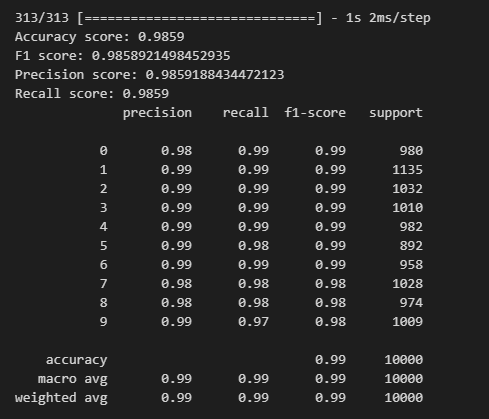 313/313 [==============================] - 1s 2ms/step
Accuracy score: 0.9859
F1 score: 0.9858921498452935
Precision score: 0.9859188434472123
Recall score: 0.9859
precision recall f1-score support
0 0.98 0.99 0.99 980
1 0.99 0.99 0.99 1135
2 0.99 0.99 0.99 1032
3 0.99 0.99 0.99 1010
4 0.99 0.99 0.99 982
5 0.99 0.98 0.99 892
6 0.99 0.99 0.99 958
7 0.98 0.98 0.98 1028
8 0.98 0.98 0.98 974
9 0.99 0.97 0.98 1009
accuracy 0.99 10000
macro avg 0.99 0.99 0.99 10000
weighted avg 0.99 0.99 0.99 10000